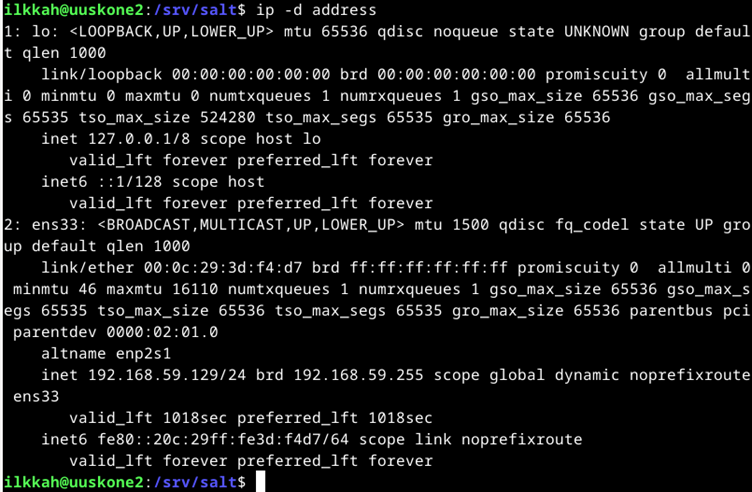 ilkkah@uuskone2:/srv/salt$ ip -d address
1: lo: <LOOPBACK,UP,LOWER_UP> mtu 65536 qdisc noqueue state UNKNOWN group defaul
t qlen 1000
    link/loopback 00:00:00:00:00:00 brd 00:00:00:00:00:00 promiscuity 0  allmult
i 0 minmtu 0 maxmtu 0 numtxqueues 1 numrxqueues 1 gso_max_size 65536 gso_max_seg
s 65535 tso_max_size 524280 tso_max_segs 65535 gro_max_size 65536
    inet 127.0.0.1/8 scope host lo
       valid_lft forever preferred_lft forever
    inet6 ::1/128 scope host
       valid_lft forever preferred_lft forever
2: ens33: <BROADCAST,MULTICAST,UP,LOWER_UP> mtu 1500 qdisc fq_codel state UP gro
up default qlen 1000
    link/ether 00:0c:29:3d:f4:d7 brd ff:ff:ff:ff:ff:ff promiscuity 0  allmulti 0
 minmtu 46 maxmtu 16110 numtxqueues 1 numrxqueues 1 gso_max_size 65536 gso_max_s
egs 65535 tso_max_size 65536 tso_max_segs 65535 gro_max_size 65536 parentbus pci
 parentdev 0000:02:01.0
    altname enp2s1
    inet 192.168.59.129/24 brd 192.168.59.255 scope global dynamic noprefixroute
 ens33
       valid_lft 1018sec preferred_lft 1018sec
    inet6 fe80::20c:29ff:fe3d:f4d7/64 scope link noprefixroute
       valid_lft forever preferred_lft forever
ilkkah@uuskone2:/srv/salt$